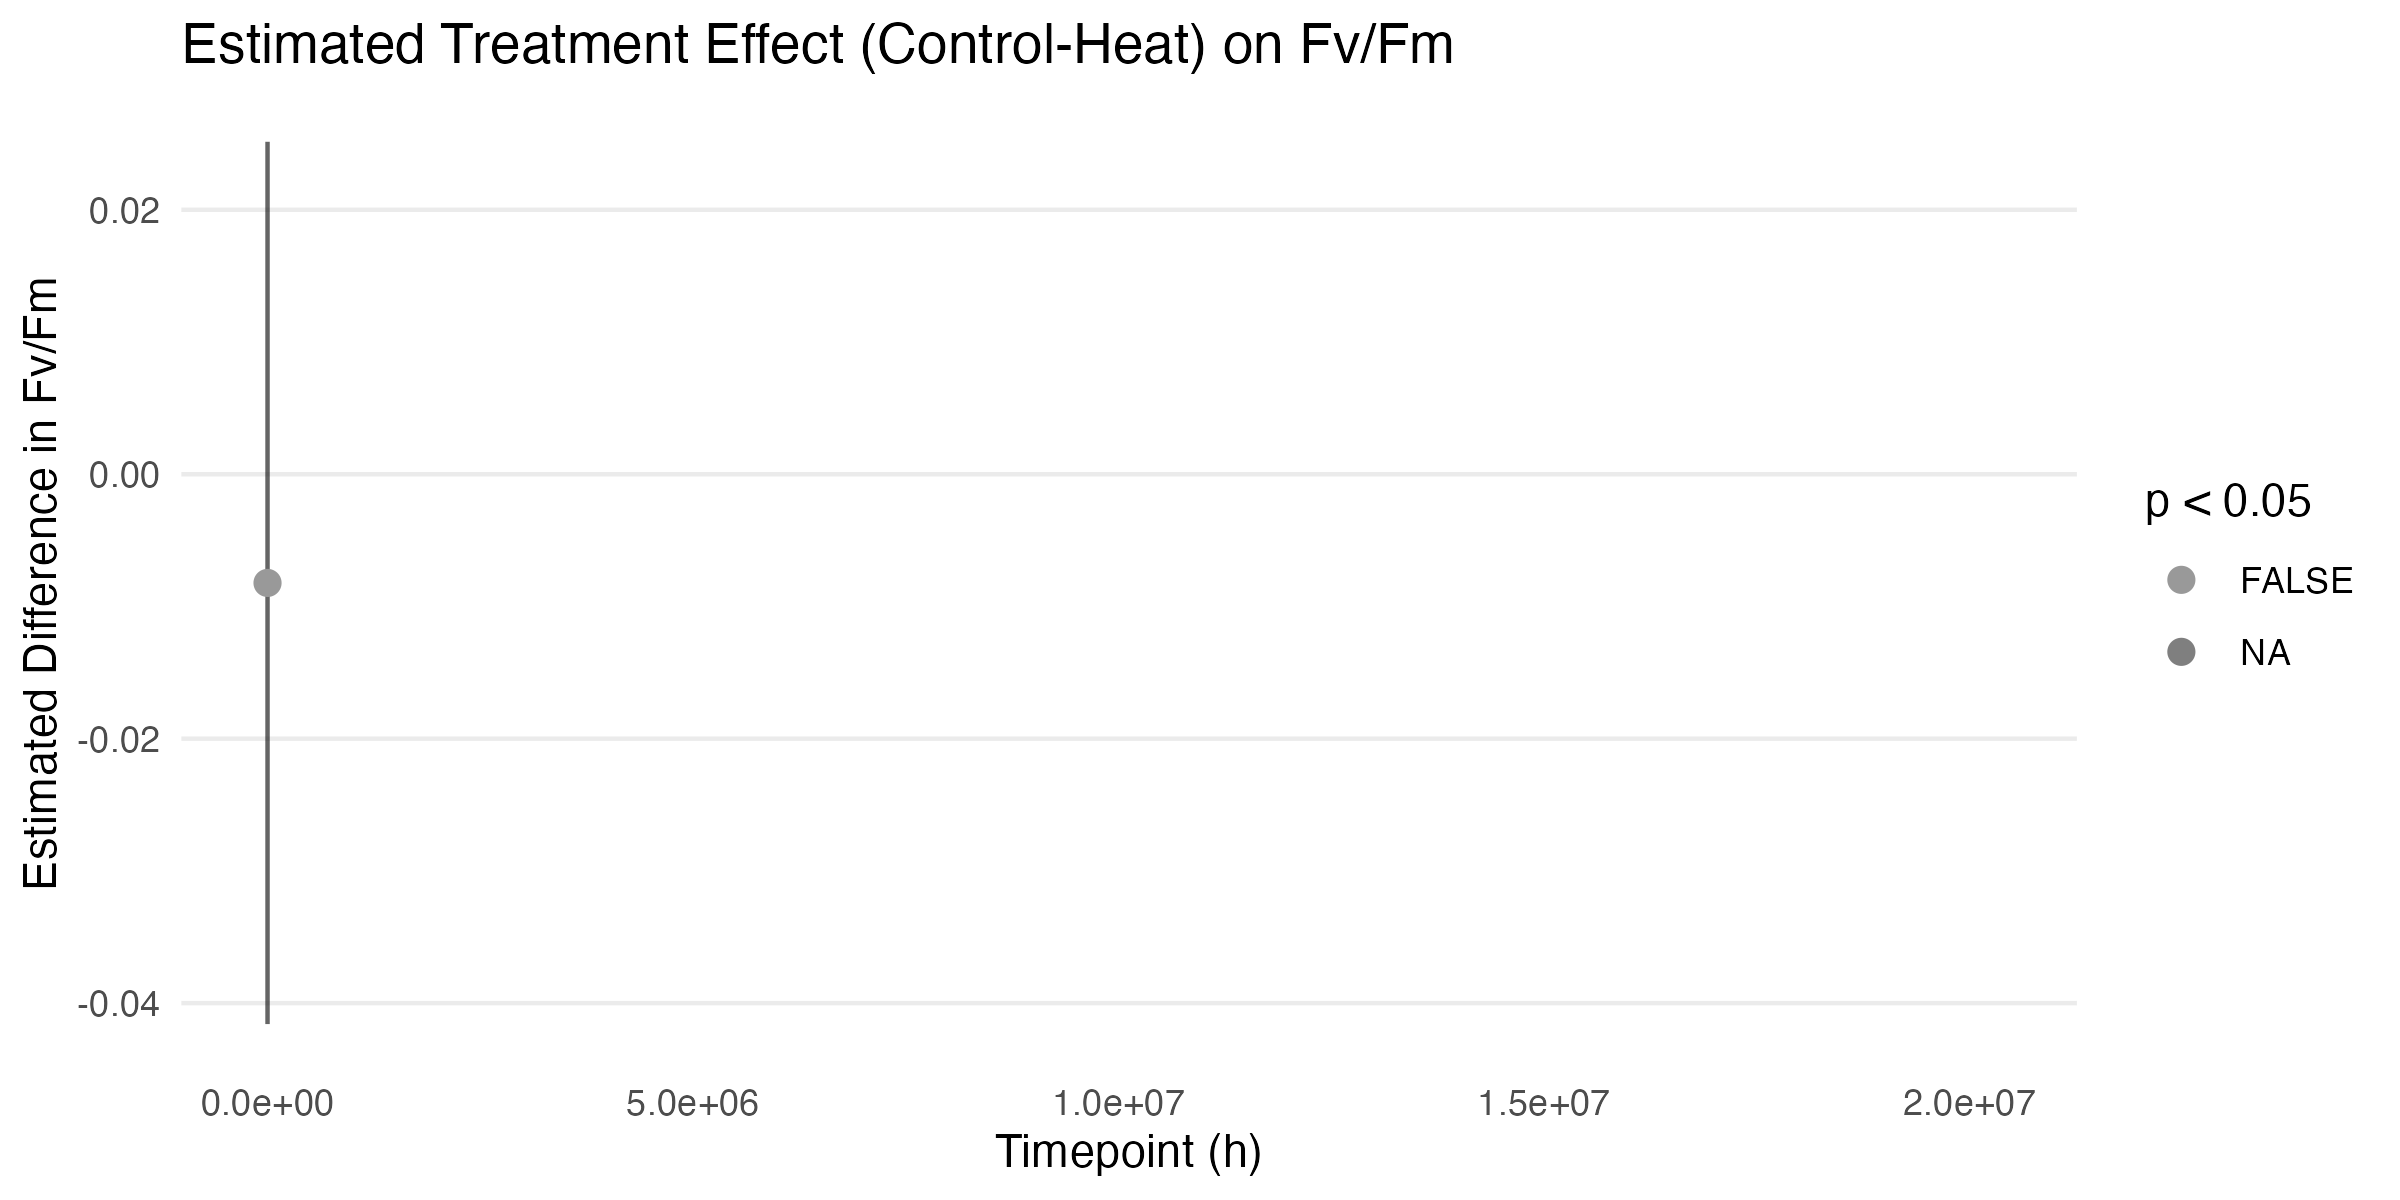 Estimated Treatment Effect (Control-Heat) on Fv/Fm
Estimated Difference in Fv/Fm
0.02
0.00
-0.02
-0.04
0.0e+00
5.0e+06
1.0e+07
1.5e+07
2.0e+07
Timepoint (h)
p < 0.05
FALSE
NA